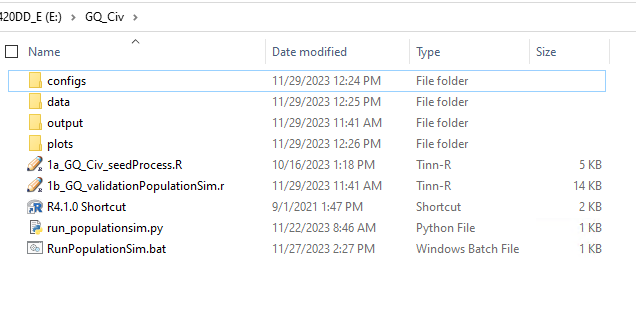 420DD_E (E:) > GQ_Civ >
Name Date modified Type Size
configs 11/29/2023 12:24 PM File folder
data 11/29/2023 12:25 PM File folder
output 11/29/2023 11:41 AM File folder
plots 11/29/2023 12:26 PM File folder
1a_GQ_Civ_seedProcess.R 10/16/2023 1:18 PM Tinn-R 5 KB
1b_GQ_validationPopulationSim.r 11/29/2023 11:41 AM Tinn-R 14 KB
R4.1.0 Shortcut 9/1/2021 1:47 PM Shortcut 2 KB
run_populationsim.py 11/22/2023 8:46 AM Python File 1 KB
RunPopulationSim.bat 11/27/2023 2:27 PM Windows Batch File 1 KB